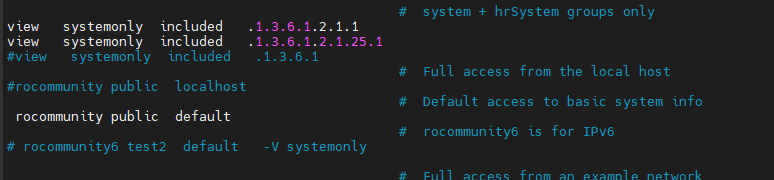 #  system + hrSystem groups only
view   systemonly  included   .1.3.6.1.2.1.1
view   systemonly  included   .1.3.6.1.2.1.25.1
#view   systemonly  included   .1.3.6.1
#  Full access from the local host
#rocommunity public  localhost
#  Default access to basic system info
rocommunity public  default
#  rocommunity6 is for IPv6
# rocommunity6 test2  default   -V systemonly
#  Full access from an example network